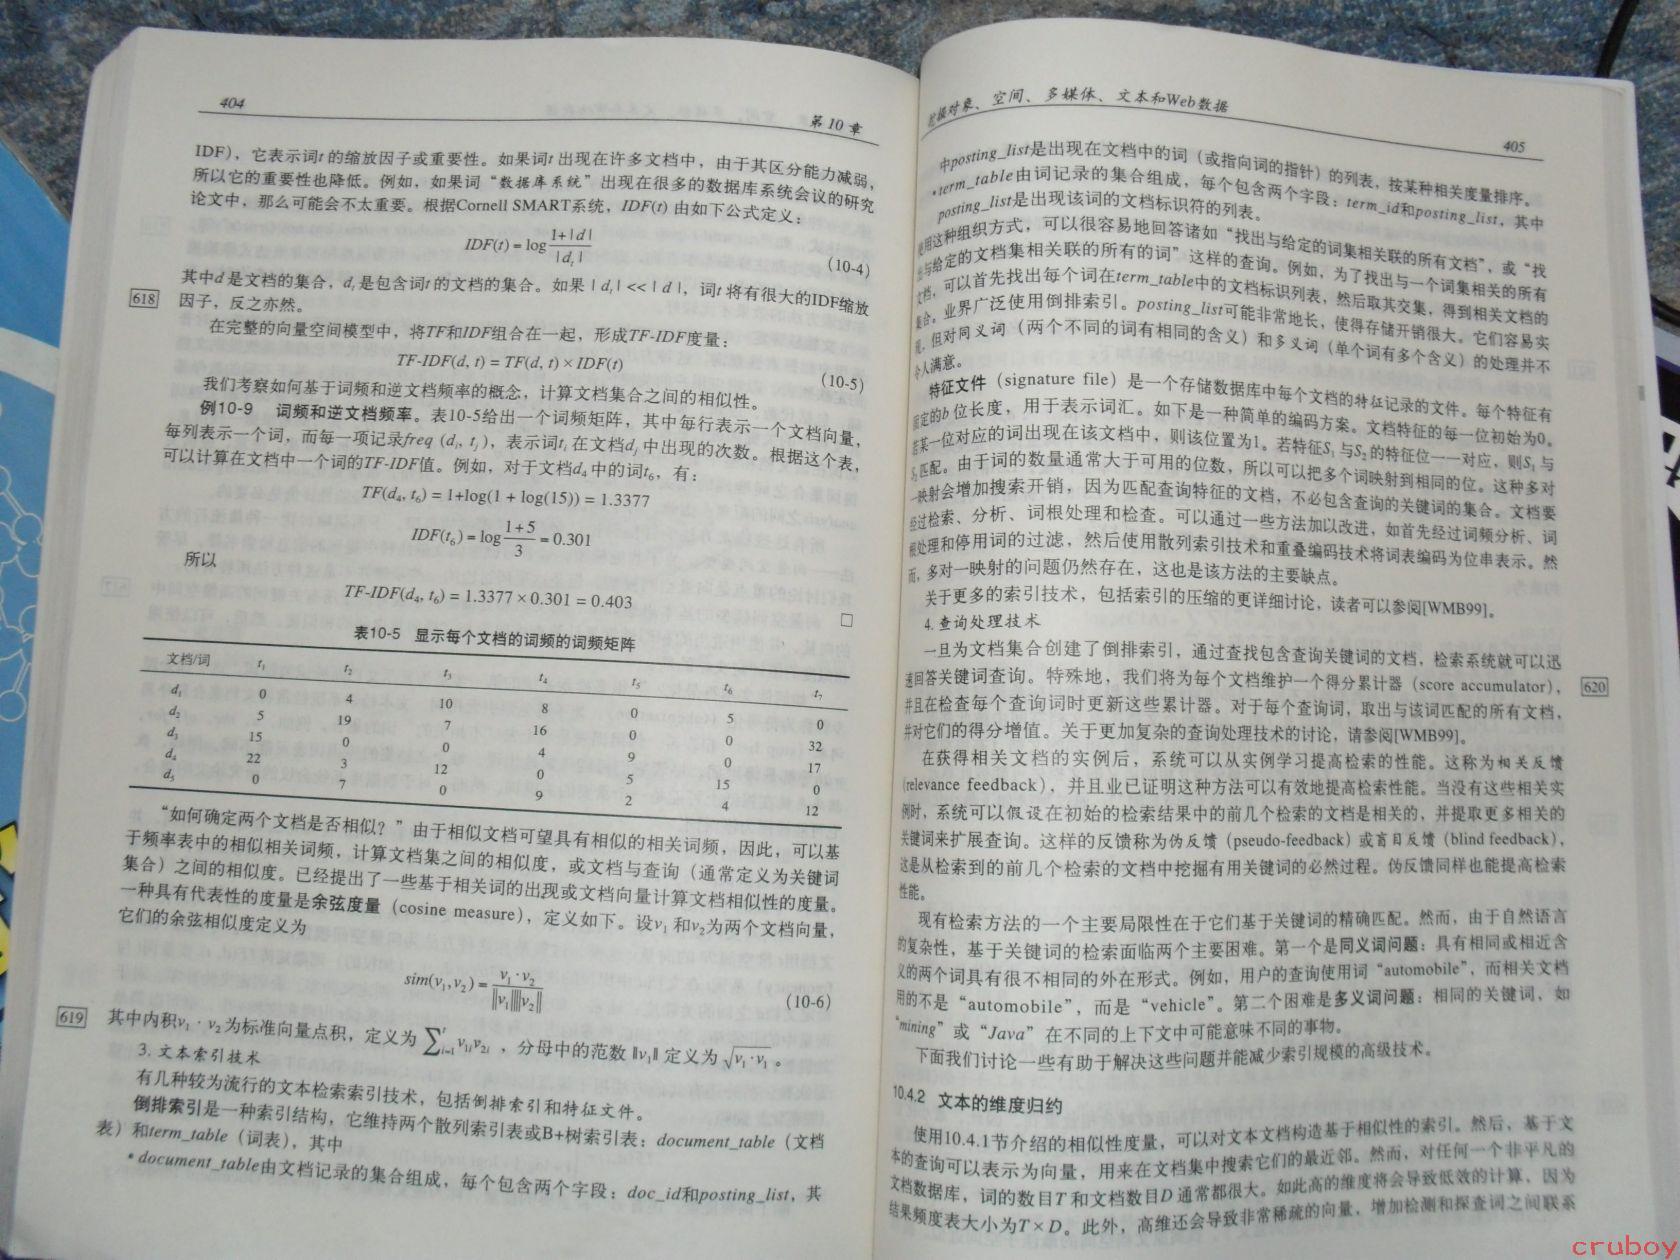 404
第 10 章
IDF），它表示词t 的缩放因子或重要性。如果词t 出现在许多文档中，由于其区分能力减弱，
所以它的重要性也降低。例如，如果词“数据库系统”出现在很多的数据库系统会议的研究
论文中，那么可能会不太重要。根据Cornell SMART系统，IDF(t) 由如下公式定义：
IDF(t) = log (1+|d|)/|d_t|
(10-4)
其中d 是文档的集合，d_t 是包含词t 的文档的集合。如果 | d_t | << | d |，词t 将有很大的IDF缩放
618
因子，反之亦然。
在完整的向量空间模型中，将TF和IDF组合在一起，形成TF-IDF度量：
TF-IDF(d, t) = TF(d, t) × IDF(t)
(10-5)
我们考察如何基于词频和逆文档频率的概念，计算文档集合之间的相似性。
例10-9 词频和逆文档频率。表10-5给出一个词频矩阵，其中每行表示一个文档向量，
每列表示一个词，而每一项记录freq (d_i, t_j )，表示词t_i 在文档d_j 中出现的次数。根据这个表，
可以计算在文档中一个词的TF-IDF值。例如，对于文档d₄ 中的词t₆，有：
TF(d₄, t₆) = 1+log(1 + log(15)) = 1.3377
IDF(t₆) = log (1+5)/3 = 0.301
所以
TF-IDF(d₄, t₆) = 1.3377 × 0.301 = 0.403
□
表10-5 显示每个文档的词频的词频矩阵
文档/词 t₁ t₂ t₃ t₄ t₅ t₆ t₇
d₁ 0 4 10 8 0 5 0
d₂ 5 19 7 16 0 0 32
d₃ 15 0 0 4 9 0 17
d₄ 22 3 12 0 5 15 0
d₅ 0 7 0 9 2 4 12
“如何确定两个文档是否相似？”由于相似文档可望具有相似的相关词频，因此，可以基
于频率表中的相似相关词频，计算文档集之间的相似度，或文档与查询（通常定义为关键词
集合）之间的相似度。已经提出了一些基于相关词的出现或文档向量计算文档相似性的度量。
一种具有代表性的度量是余弦度量（cosine measure），定义如下。设v₁ 和v₂为两个文档向量，
它们的余弦相似度定义为
sim(v₁,v₂) = (v₁ · v₂)/(‖v₁‖‖v₂‖)
(10-6)
619
其中内积v₁ · v₂ 为标准向量点积，定义为 ∑ᵗᵢ₌₁ v₁ᵢv₂ᵢ ，分母中的范数 ‖v₁‖ 定义为 √(v₁ · v₁) 。
3. 文本索引技术
有几种较为流行的文本检索索引技术，包括倒排索引和特征文件。
倒排索引是一种索引结构，它维持两个散列索引表或B+树索引表：document_table（文档
表）和term_table（词表），其中
• document_table由文档记录的集合组成，每个包含两个字段：doc_id和posting_list，其
挖掘对象、空间、多媒体、文本和Web数据
405
中posting_list是出现在文档中的词（或指向词的指针）的列表，按某种相关度量排序。
• term_table由词记录的集合组成，每个包含两个字段：term_id和posting_list，其中
posting_list是出现该词的文档标识符的列表。
使用这种组织方式，可以很容易地回答诸如“找出与给定的词集相关联的所有文档”，或“找
出与给定的文档集相关联的所有的词”这样的查询。例如，为了找出与一个词集相关的所有
文档，可以首先找出每个词在term_table中的文档标识列表，然后取其交集，得到相关文档的
集合。业界广泛使用倒排索引。posting_list可能非常地长，使得存储开销很大。它们容易实
现，但对同义词（两个不同的词有相同的含义）和多义词（单个词有多个含义）的处理并不
令人满意。
特征文件（signature file）是一个存储数据库中每个文档的特征记录的文件。每个特征有
固定的b 位长度，用于表示词汇。如下是一种简单的编码方案。文档特征的每一位初始为0。
若某一位对应的词出现在该文档中，则该位置为1。若特征S₁ 与S₂ 的特征位一一对应，则S₁ 与
S₂ 匹配。由于词的数量通常大于可用的位数，所以可以把多个词映射到相同的位。这种多对
一映射会增加搜索开销，因为匹配查询特征的文档，不必包含查询的关键词的集合。文档要
经过检索、分析、词根处理和检查。可以通过一些方法加以改进，如首先经过词频分析、词
根处理和停用词的过滤，然后使用散列索引技术和重叠编码技术将词表编码为位串表示。然
而，多对一映射的问题仍然存在，这也是该方法的主要缺点。
关于更多的索引技术，包括索引的压缩的更详细讨论，读者可以参阅[WMB99]。
4. 查询处理技术
一旦为文档集合创建了倒排索引，通过查找包含查询关键词的文档，检索系统就可以迅
速回答关键词查询。特殊地，我们将为每个文档维护一个得分累计器（score accumulator），
620
并且在检查每个查询词时更新这些累计器。对于每个查询词，取出与该词匹配的所有文档，
并对它们的得分增值。关于更加复杂的查询处理技术的讨论，请参阅[WMB99]。
在获得相关文档的实例后，系统可以从实例学习提高检索的性能。这称为相关反馈
(relevance feedback），并且业已证明这种方法可以有效地提高检索性能。当没有这些相关实
例时，系统可以假设在初始的检索结果中的前几个检索的文档是相关的，并提取更多相关的
关键词来扩展查询。这样的反馈称为伪反馈（pseudo-feedback）或盲目反馈（blind feedback），
这是从检索到的前几个检索的文档中挖掘有用关键词的必然过程。伪反馈同样也能提高检索
性能。
现有检索方法的一个主要局限性在于它们基于关键词的精确匹配。然而，由于自然语言
的复杂性，基于关键词的检索面临两个主要困难。第一个是同义词问题：具有相同或相近含
义的两个词具有很不相同的外在形式。例如，用户的查询使用词“automobile”，而相关文档
用的不是“automobile”，而是“vehicle”。第二个困难是多义词问题：相同的关键词，如
“mining”或“Java”在不同的上下文中可能意味不同的事物。
下面我们讨论一些有助于解决这些问题并能减少索引规模的高级技术。
10.4.2 文本的维度归约
使用10.4.1节介绍的相似性度量，可以对文本文档构造基于相似性的索引。然后，基于文
本的查询可以表示为向量，用来在文档集中搜索它们的最近邻。然而，对任何一个非平凡的
文档数据库，词的数目T 和文档数目D 通常都很大。如此高的维度将会导致低效的计算，因为
结果频度表大小为T × D。此外，高维还会导致非常稀疏的向量，增加检测和探查词之间联系
cruboy